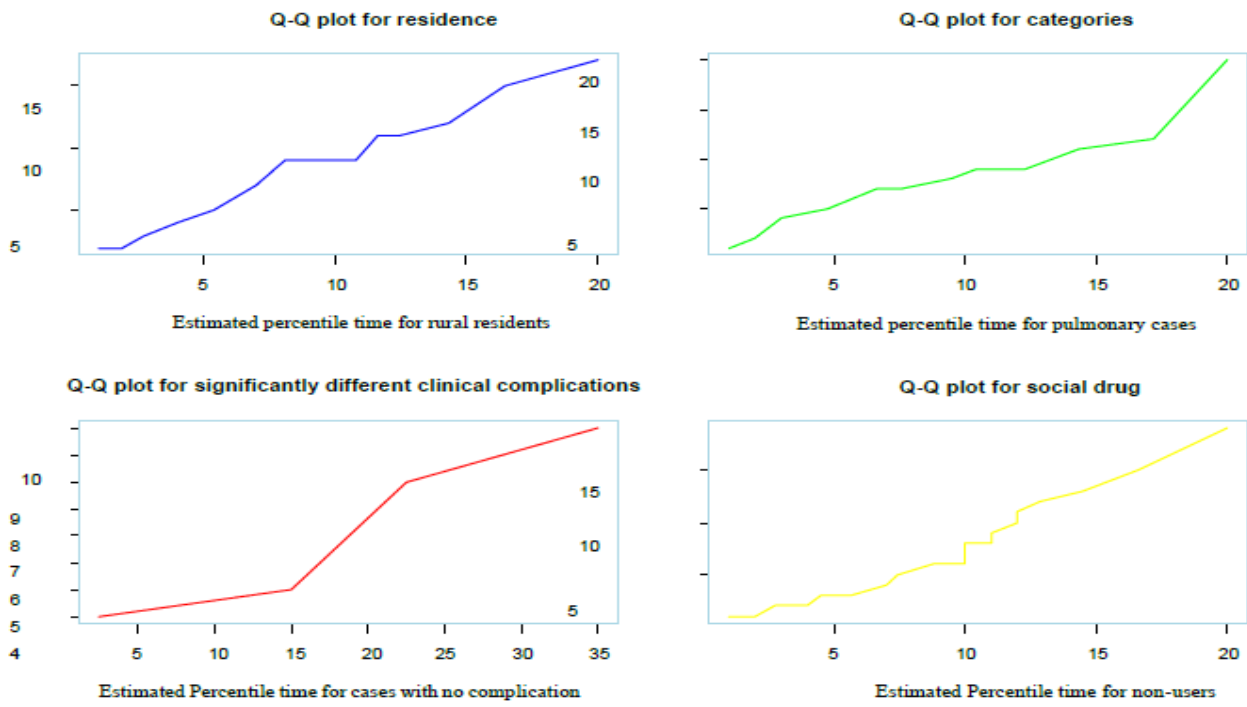 Q-Q plot for residence
15
10
5
5 10 15 20
Estimated percentile time for rural residents
Q-Q plot for categories
20
15
10
5
5 10 15 20
Estimated percentile time for pulmonary cases
Q-Q plot for significantly different clinical complications
10
9
8
7
6
5
4
5 10 15 20 25 30 35
Estimated Percentile time for cases with no complication
Q-Q plot for social drug
15
10
5
5 10 15 20
Estimated Percentile time for non-users